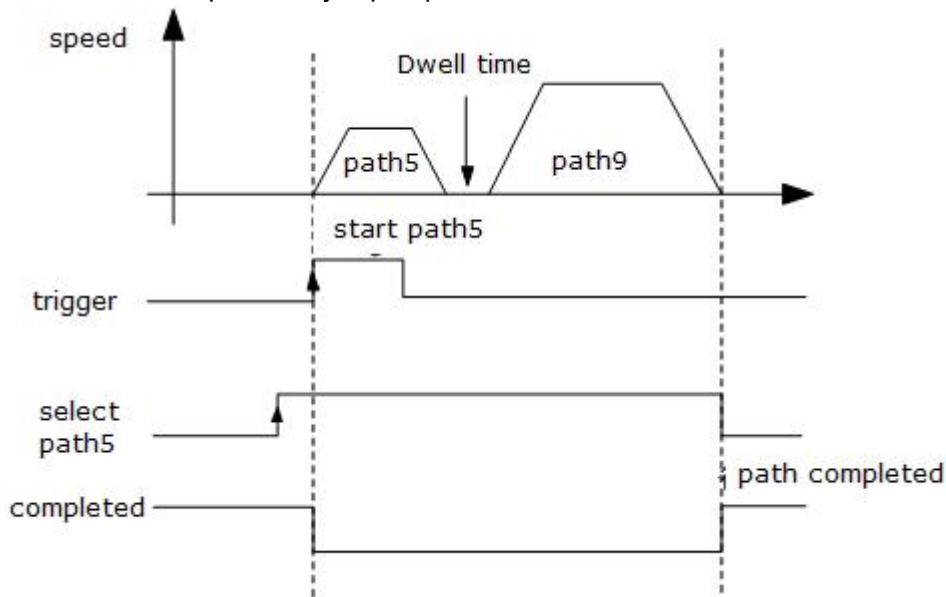 speed
Dwell time
path5
path9
start path5
trigger
select
path5
path completed
completed